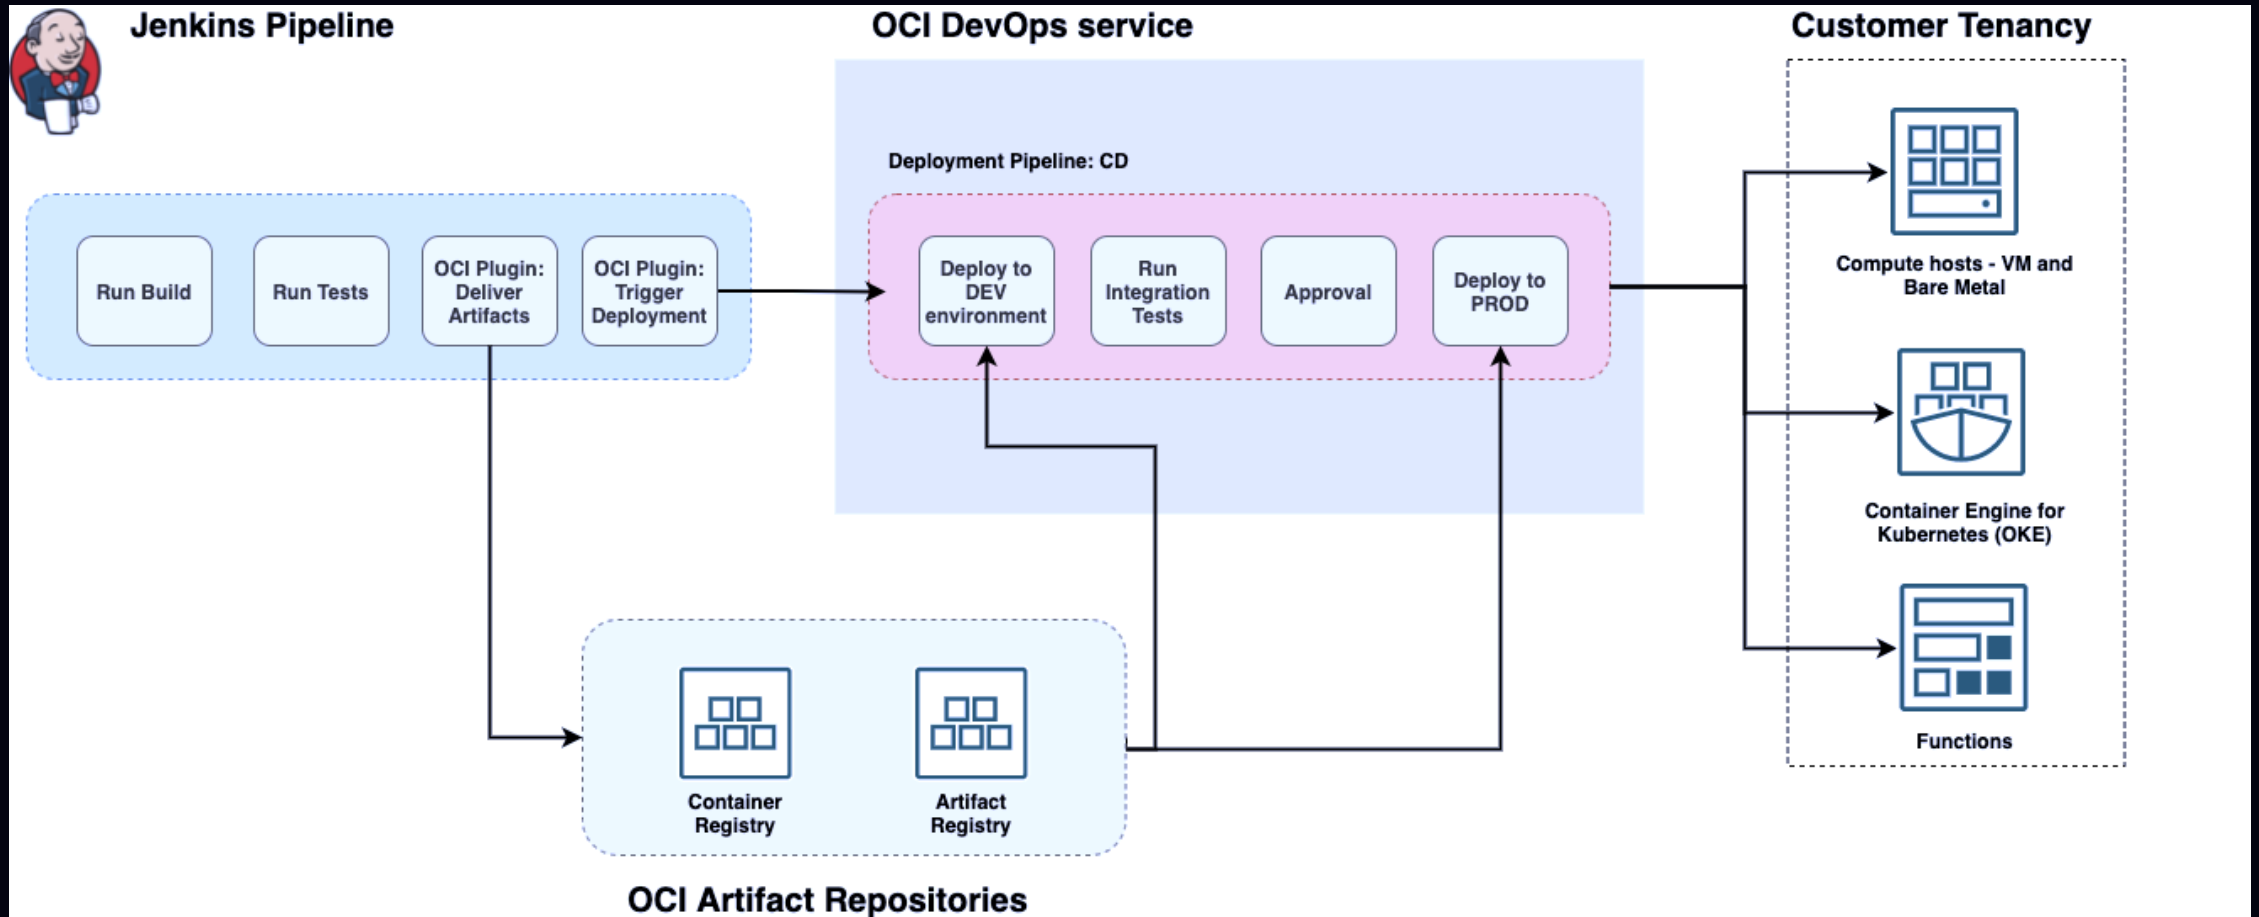 Jenkins Pipeline
OCI DevOps service
Customer Tenancy
Deployment Pipeline: CD
Run Build
Run Tests
OCI Plugin:
Deliver
Artifacts
OCI Plugin:
Trigger
Deployment
Deploy to
DEV
environment
Run
Integration
Tests
Approval
Deploy to
PROD
Compute hosts - VM and
Bare Metal
Container Engine for
Kubernetes (OKE)
Functions
Container
Registry
Artifact
Registry
OCI Artifact Repositories